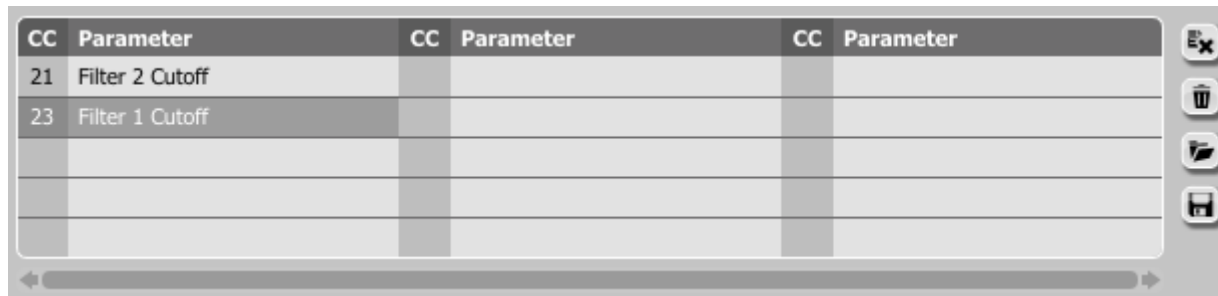 CC Parameter CC Parameter CC Parameter
21 Filter 2 Cutoff
23 Filter 1 Cutoff